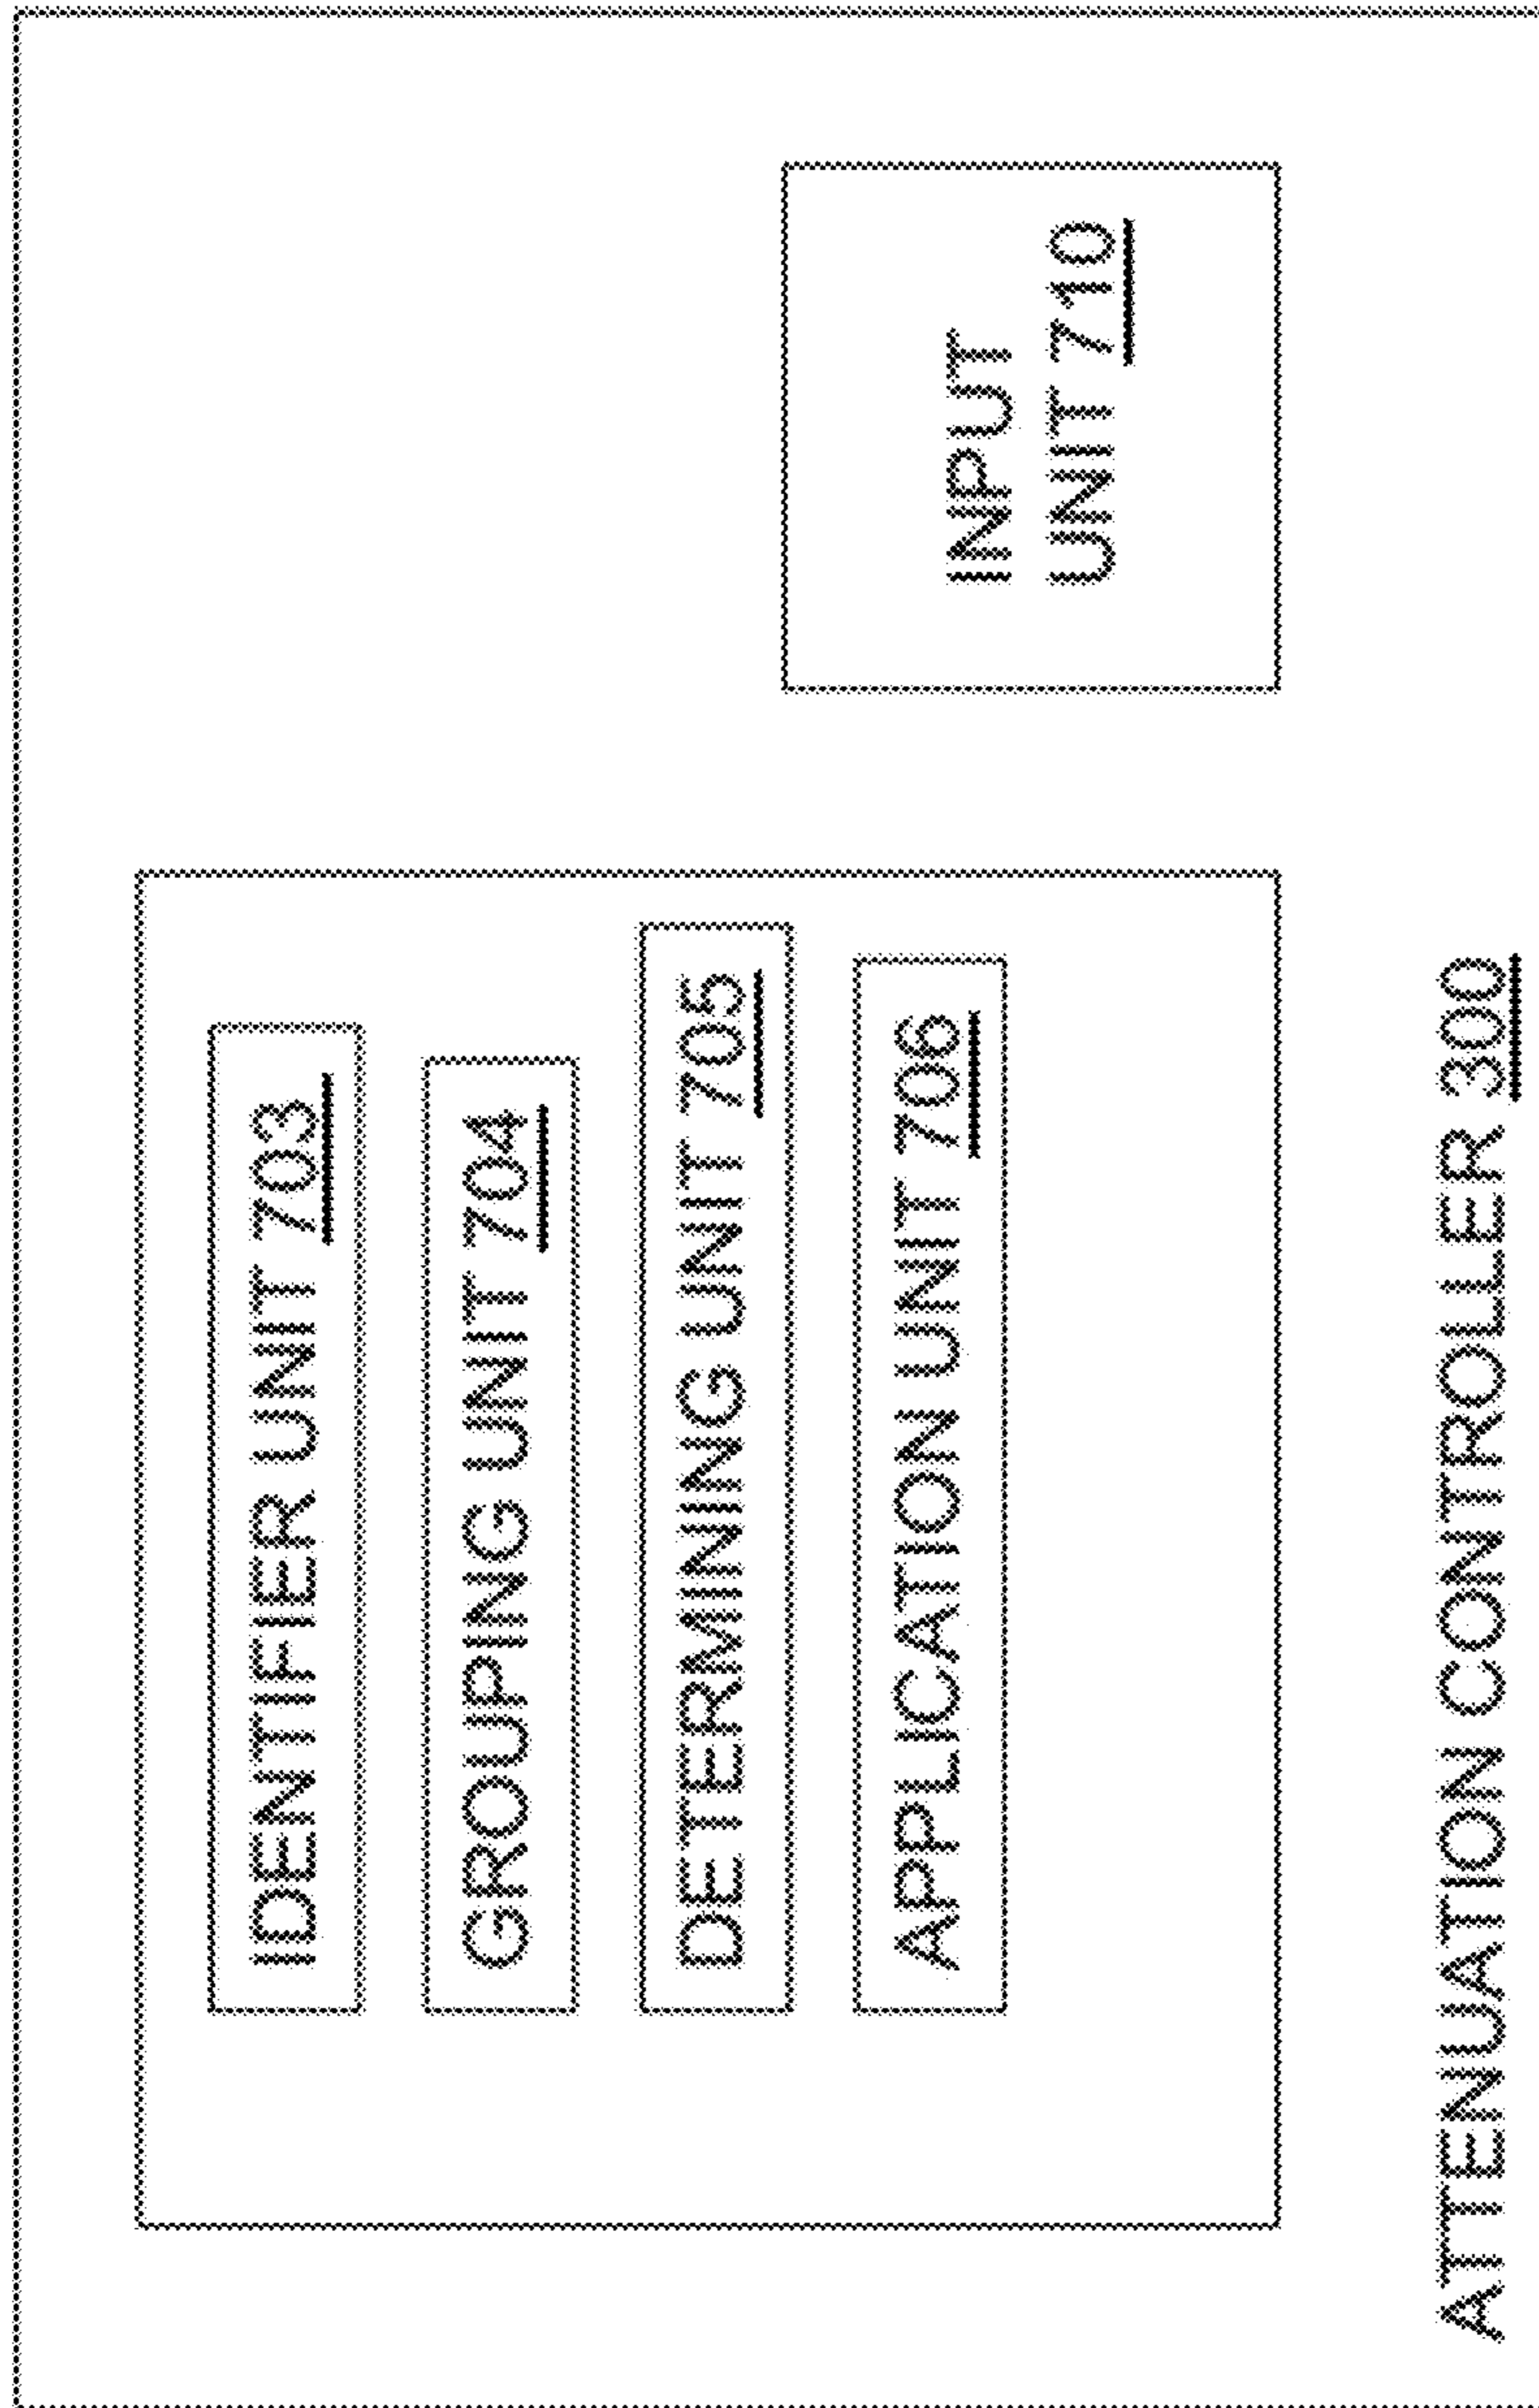 IDENTIFIER UNIT 703
GROUPING UNIT 704
DETERMINING UNIT 705
APPLICATION UNIT 706
INPUT
UNIT 710
ATTENUATION CONTROLLER 300